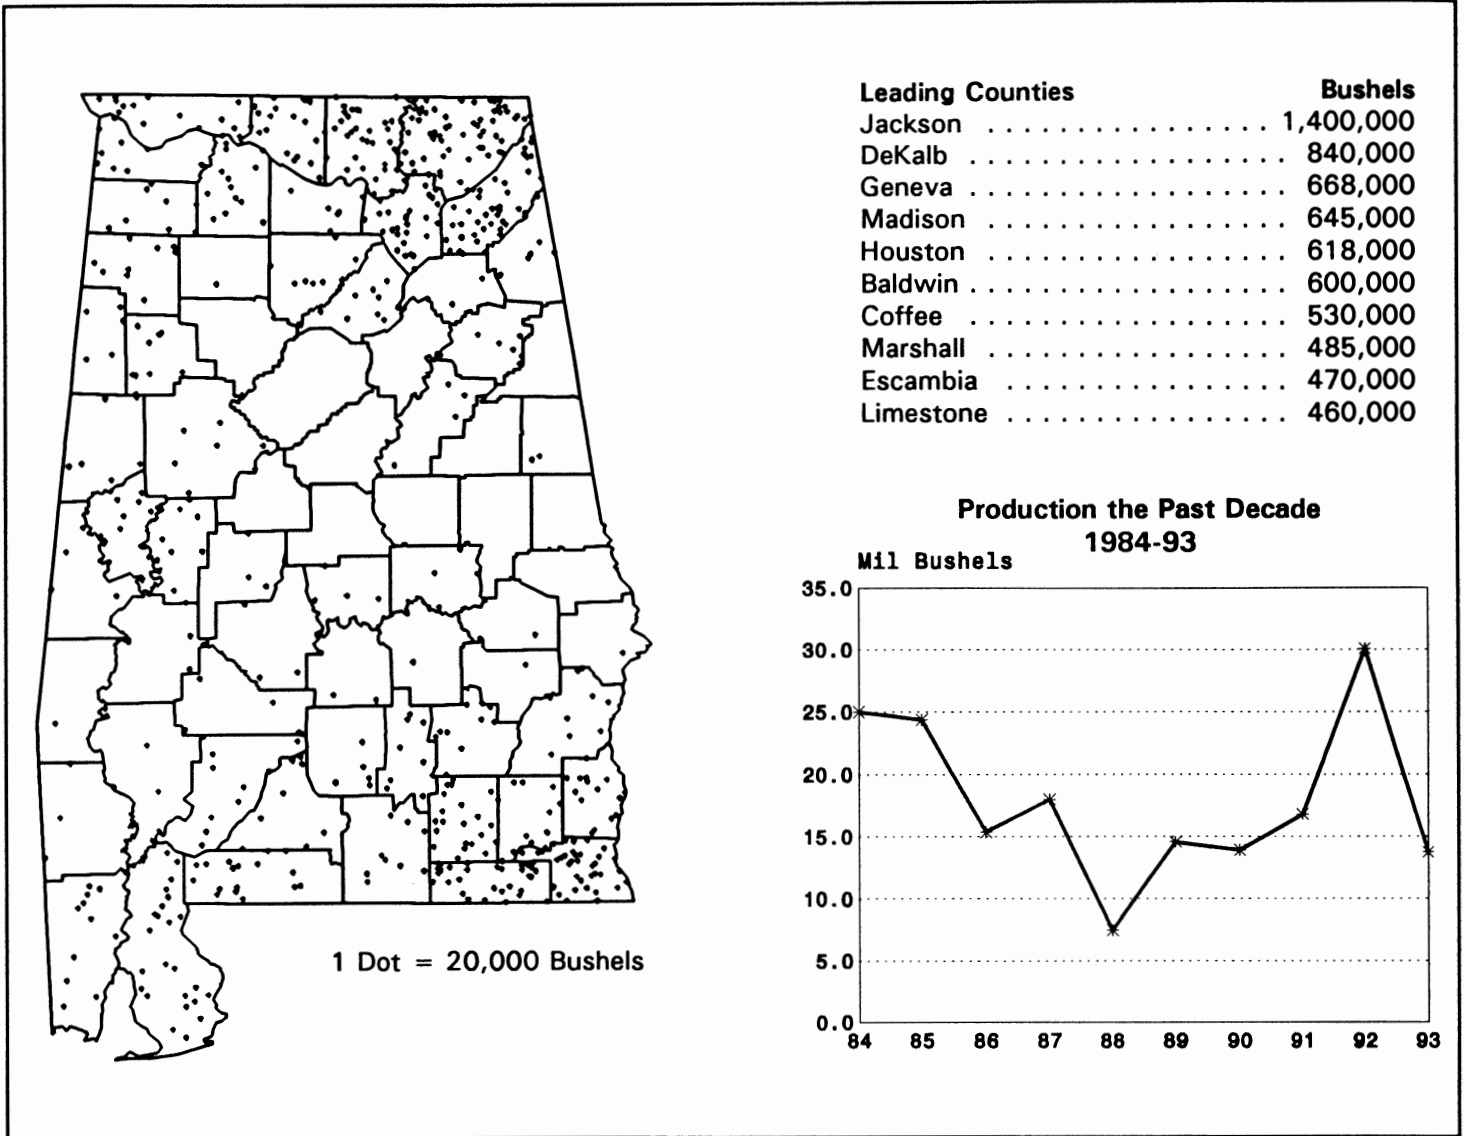 Leading Counties Bushels
Jackson . . . . . . . . . . . . . . . . 1,400,000
DeKalb . . . . . . . . . . . . . . . . . . 840,000
Geneva . . . . . . . . . . . . . . . . . . 668,000
Madison . . . . . . . . . . . . . . . . . 645,000
Houston . . . . . . . . . . . . . . . . . 618,000
Baldwin . . . . . . . . . . . . . . . . . . 600,000
Coffee . . . . . . . . . . . . . . . . . . 530,000
Marshall . . . . . . . . . . . . . . . . . 485,000
Escambia . . . . . . . . . . . . . . . . 470,000
Limestone . . . . . . . . . . . . . . . . 460,000
Production the Past Decade
1984-93
Mil Bushels
35.0
30.0
25.0
20.0
15.0
10.0
5.0
0.0
84 85 86 87 88 89 90 91 92 93
1 Dot = 20,000 Bushels